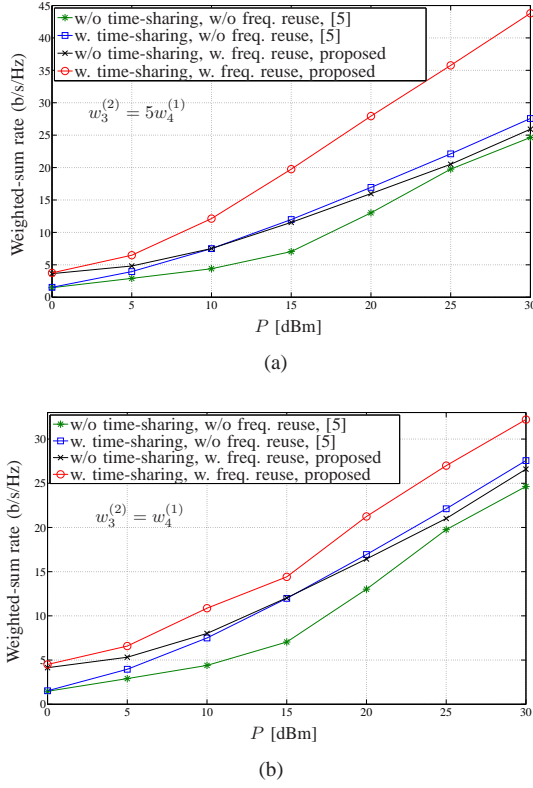 45
40
35
30
25
20
15
10
5
0
Weighted-sum rate (b/s/Hz)
w/o time-sharing, w/o freq. reuse, [5]
w. time-sharing, w/o freq. reuse, [5]
w/o time-sharing, w. freq. reuse, proposed
w. time-sharing, w. freq. reuse, proposed
w_3^{(2)} = 5w_4^{(1)}
0 5 10 15 20 25 30
P [dBm]
(a)
30
25
20
15
10
5
0
Weighted-sum rate (b/s/Hz)
w/o time-sharing, w/o freq. reuse, [5]
w. time-sharing, w/o freq. reuse, [5]
w/o time-sharing, w. freq. reuse, proposed
w. time-sharing, w. freq. reuse, proposed
w_3^{(2)} = w_4^{(1)}
0 5 10 15 20 25 30
P [dBm]
(b)